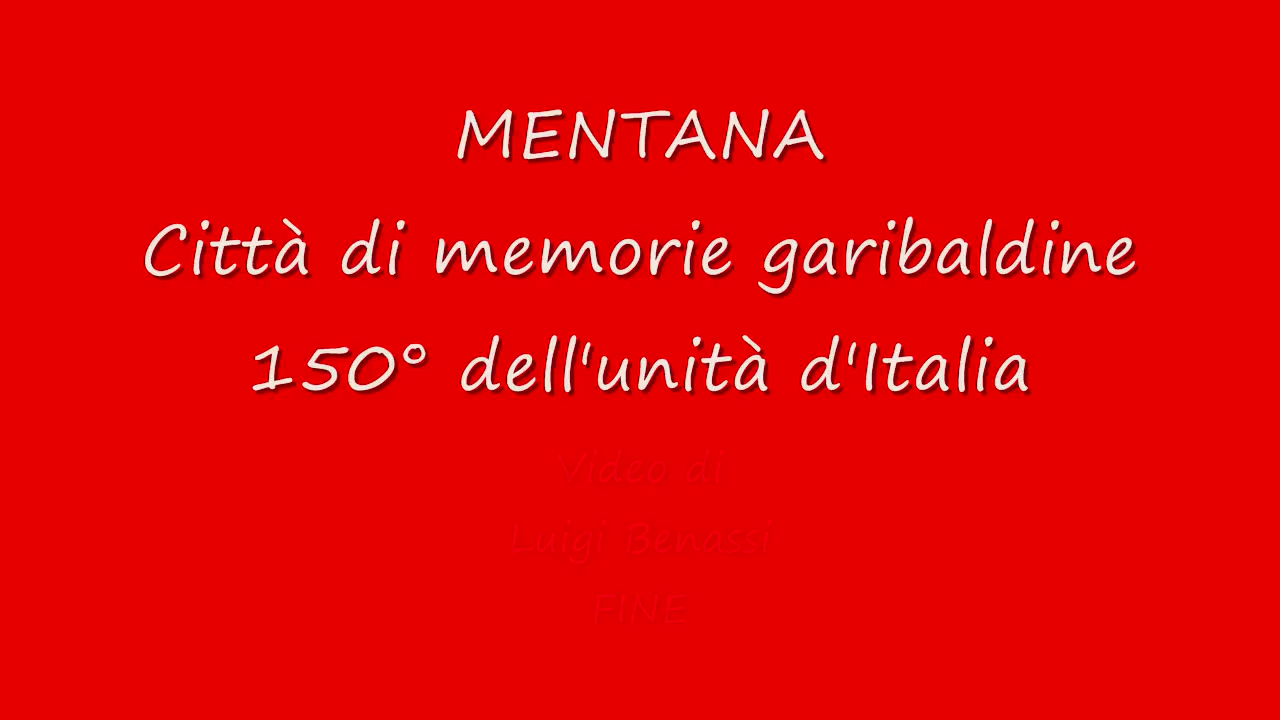 MENTANA
Città di memorie garibaldine
150° dell'unità d'Italia
Video di
Luigi Benassi
FINE